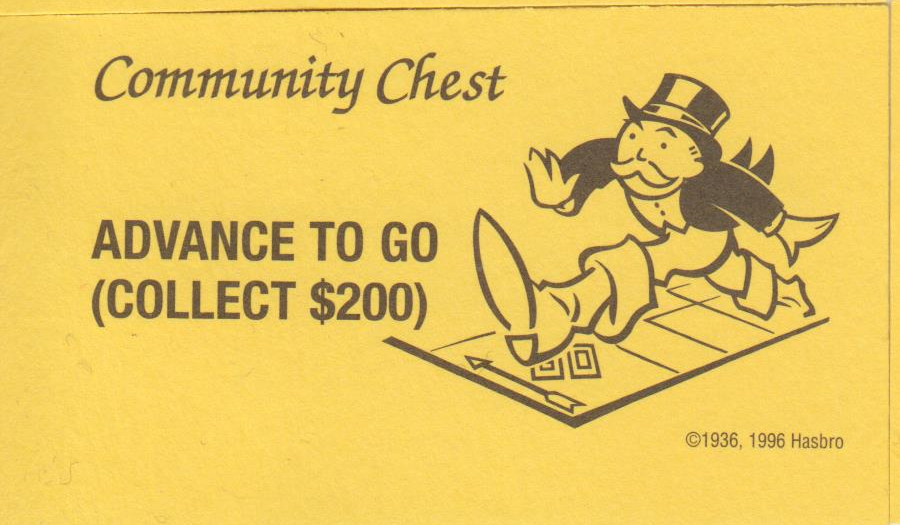 Community Chest
ADVANCE TO GO
(COLLECT $200)
©1936, 1996 Hasbro